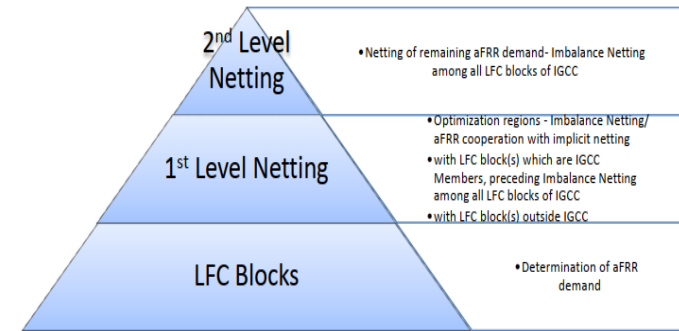 2nd Level
Netting
•Netting of remaining aFRR demand- Imbalance Netting
among all LFC blocks of IGCC
1st Level Netting
•Optimization regions - Imbalance Netting/
aFRR cooperation with implicit netting
•with LFC block(s) which are IGCC
Members, preceding Imbalance Netting
among all LFC blocks of IGCC
•with LFC block(s) outside IGCC
LFC Blocks
•Determination of aFRR
demand